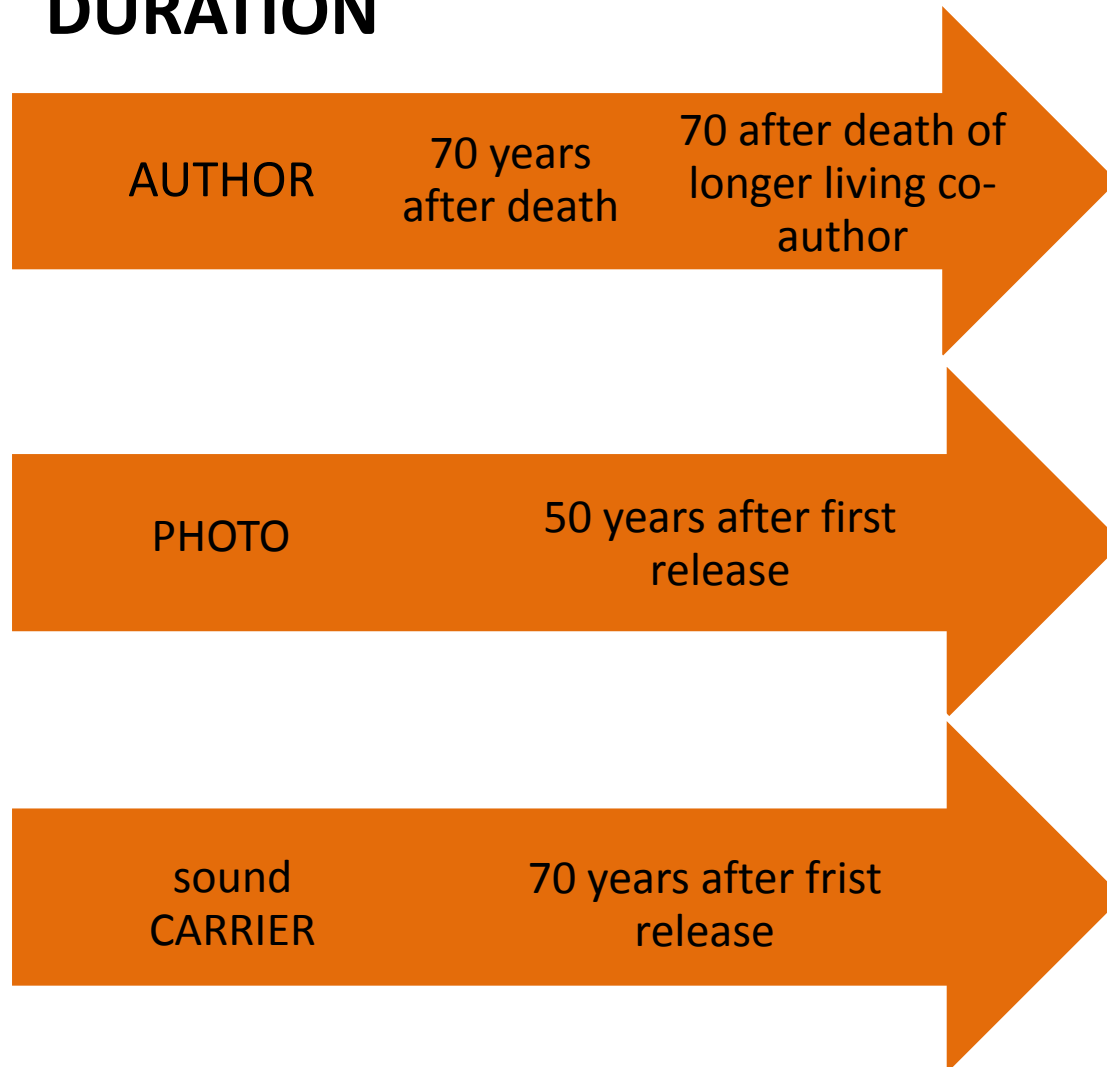 DURATION
AUTHOR
70 years
after death
70 after death of
longer living co-
author
PHOTO
50 years after first
release
sound
CARRIER
70 years after frist
release